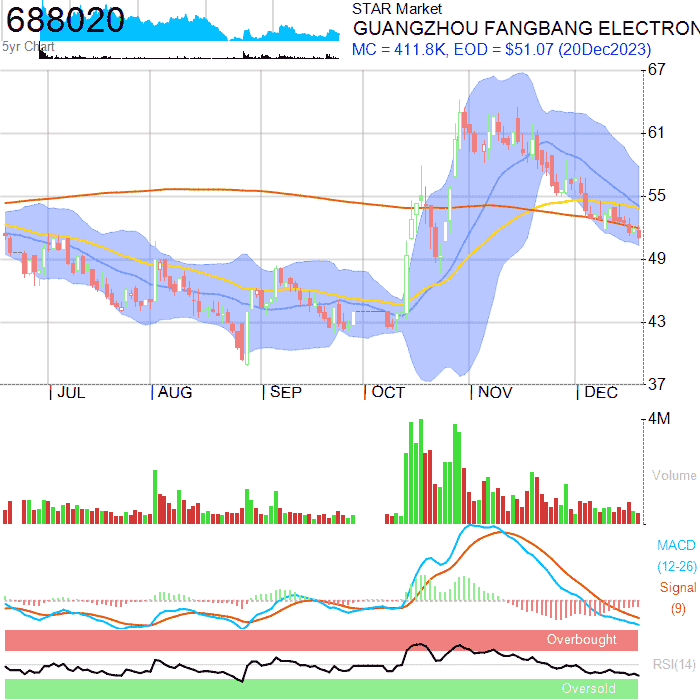 688020
5yr Chart
STAR Market
GUANGZHOU FANGBANG ELECTRON
MC = 411.8K, EOD = $51.07 (20Dec2023)
67
61
55
49
43
37
JUL AUG SEP OCT NOV DEC
4M
Volume
MACD
(12-26)
Signal
(9)
Overbought
RSI(14)
Oversold